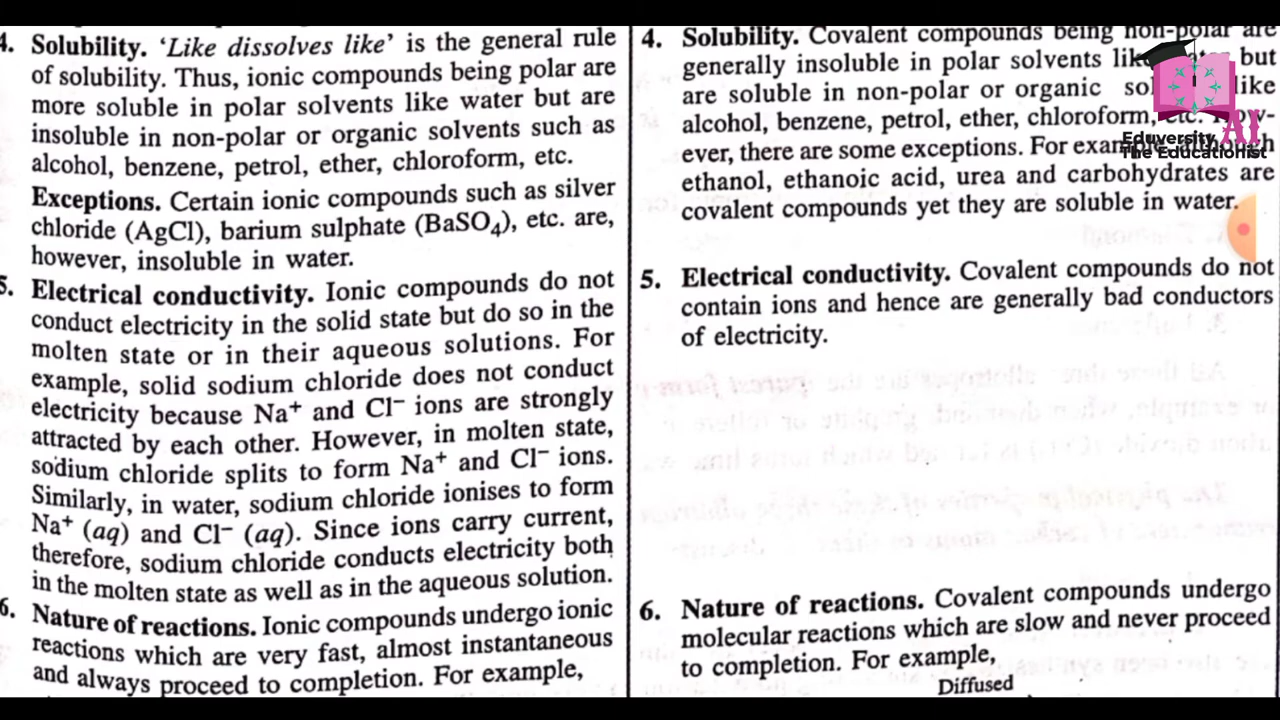 4. Solubility. 'Like dissolves like' is the general rule
of solubility. Thus, ionic compounds being polar are
more soluble in polar solvents like water but are
insoluble in non-polar or organic solvents such as
alcohol, benzene, petrol, ether, chloroform, etc.
Exceptions. Certain ionic compounds such as silver
chloride (AgCl), barium sulphate (BaSO₄), etc. are,
however, insoluble in water.
5. Electrical conductivity. Ionic compounds do not
conduct electricity in the solid state but do so in the
molten state or in their aqueous solutions. For
example, solid sodium chloride does not conduct
electricity because Na⁺ and Cl⁻ ions are strongly
attracted by each other. However, in molten state,
sodium chloride splits to form Na⁺ and Cl⁻ ions.
Similarly, in water, sodium chloride ionises to form
Na⁺ (aq) and Cl⁻ (aq). Since ions carry current,
therefore, sodium chloride conducts electricity both
in the molten state as well as in the aqueous solution.
6. Nature of reactions. Ionic compounds undergo ionic
reactions which are very fast, almost instantaneous
and always proceed to completion. For example,
4. Solubility. Covalent compounds being non-polar are
generally insoluble in polar solvents but
are soluble in non-polar or organic like
alcohol, benzene, petrol, ether, chloroform, etc.
ever, there are some exceptions. For example, although
ethanol, ethanoic acid, urea and carbohydrates are
covalent compounds yet they are soluble in water.
5. Electrical conductivity. Covalent compounds do not
contain ions and hence are generally bad conductors
of electricity.
6. Nature of reactions. Covalent compounds undergo
molecular reactions which are slow and never proceed
to completion. For example,
Diffused
Eduversity AI
The Educationist